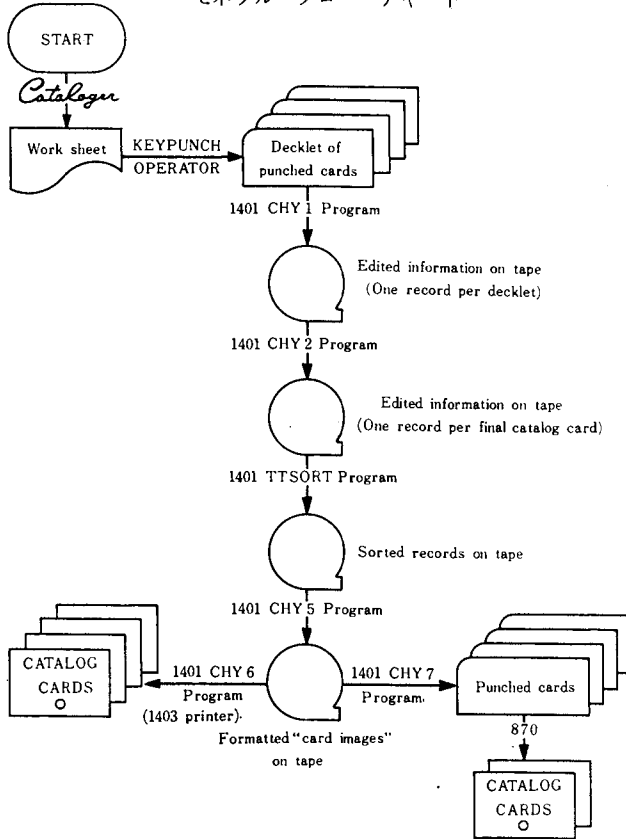 START
Cataloger
Work sheet
KEYPUNCH
OPERATOR
Decklet of
punched cards
1401 CHY 1 Program
Edited information on tape
(One record per decklet)
1401 CHY 2 Program
Edited information on tape
(One record per final catalog card)
1401 TTSORT Program
Sorted records on tape
1401 CHY 5 Program
CATALOG
CARDS
1401 CHY 6
Program
(1403 printer).
1401 CHY 7
Program.
Punched cards
Formatted "card images"
on tape
870
CATALOG
CARDS